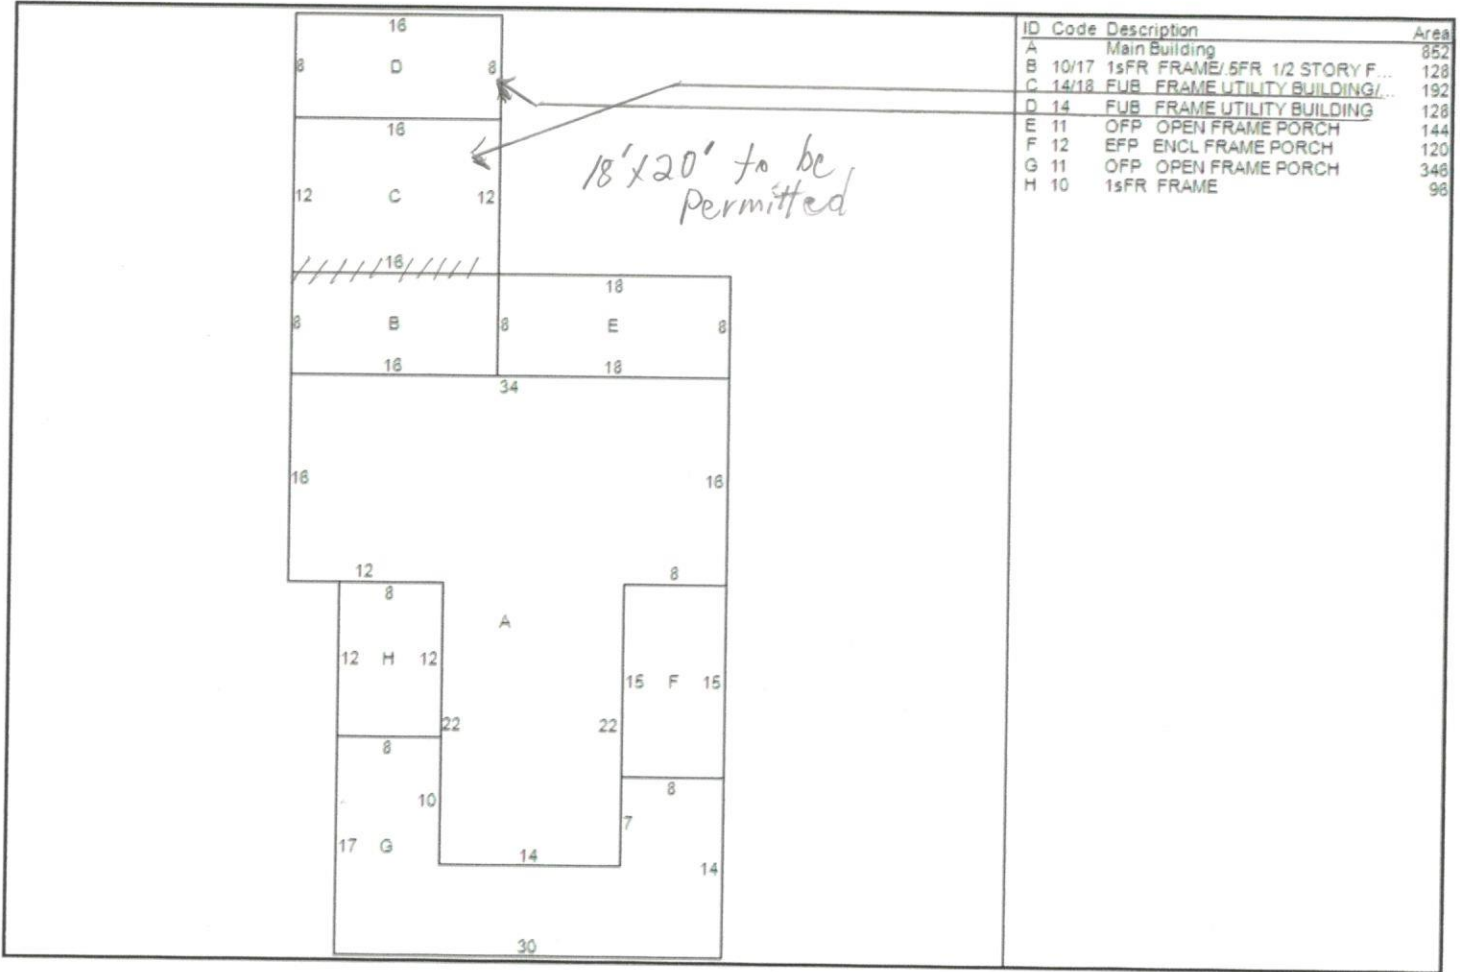 16
8 D 8
16
12 C 12
16
18'x20' to be
Permitted
18
8 B 8 E 8
16 18
34
16 16
12 8
8
A
12 H 12
15 F 15
22 22
8
8
10
7
17 G
14
14
30
ID Code Description Area
A Main Building 852
B 10/17 1sFR FRAME/.5FR 1/2 STORY F... 128
C 14/18 FUB FRAME UTILITY BUILDING/... 192
D 14 FUB FRAME UTILITY BUILDING 128
E 11 OFP OPEN FRAME PORCH 144
F 12 EFP ENCL FRAME PORCH 120
G 11 OFP OPEN FRAME PORCH 346
H 10 1sFR FRAME 96